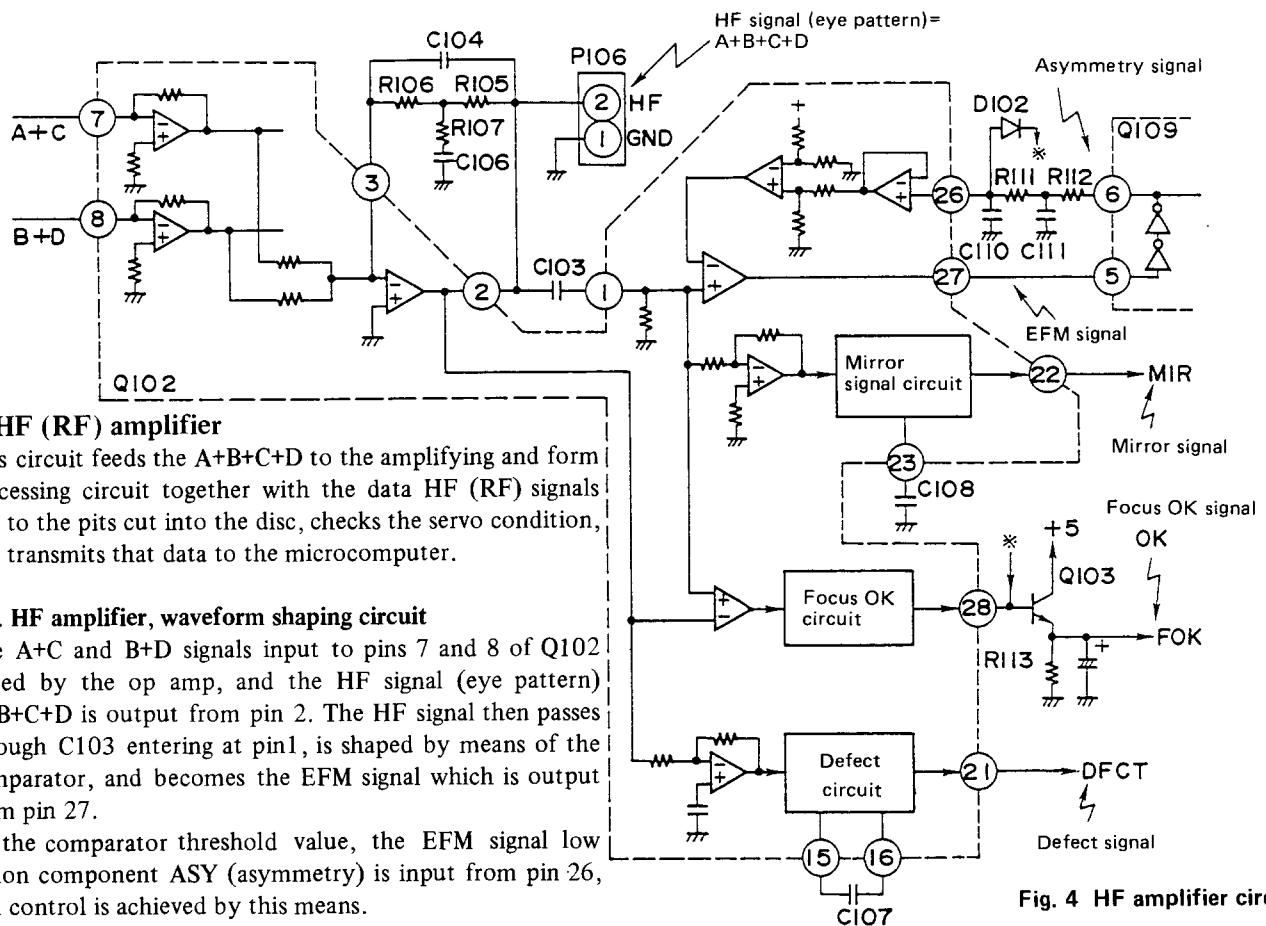 HF signal (eye pattern)=
A+B+C+D
C104
P106
R106
R105
2
HF
Asymmetry signal
D102
Q109
7
A+C
R107
1
GND
+
※
C106
3
R111
R112
26
6
8
B+D
C110
C111
C103
2
1
27
5
EFM signal
Mirror
signal circuit
22
MIR
Q102
Mirror signal
23
C108
HF (RF) amplifier
s circuit feeds the A+B+C+D to the amplifying and form
cessing circuit together with the data HF (RF) signals
to the pits cut into the disc, checks the servo condition,
transmits that data to the microcomputer.
. HF amplifier, waveform shaping circuit
e A+C and B+D signals input to pins 7 and 8 of Q102
ed by the op amp, and the HF signal (eye pattern)
B+C+D is output from pin 2. The HF signal then passes
ough C103 entering at pin1, is shaped by means of the
mparator, and becomes the EFM signal which is output
m pin 27.
the comparator threshold value, the EFM signal low
ion component ASY (asymmetry) is input from pin 26,
control is achieved by this means.
Focus OK signal
+5
OK
※
Q103
Focus OK
circuit
28
R113
+
FOK
Defect
circuit
21
DFCT
Defect signal
15
16
C107
Fig. 4 HF amplifier cir